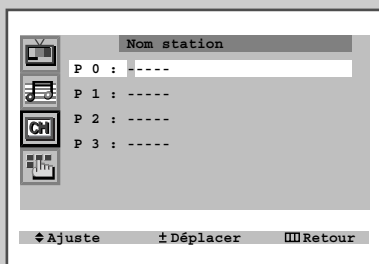 Nom station
P 0 : -----
P 1 : -----
P 2 : -----
P 3 : -----
CH
Ajuste ± Déplacer Retour